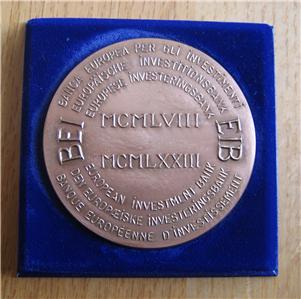 BANCA EUROPEA PER GLI INVESTIMENTI
EUROPÄISCHE INVESTITIONSBANK
EUROPESE INVESTERINGSBANK
BEI
EIB
MCMLVIII
MCMLXXIII
EUROPEAN INVESTMENT BANK
DEN EUROPÆISKE INVESTERINGSBANK
BANQUE EUROPÉENNE D'INVESTISSEMENT